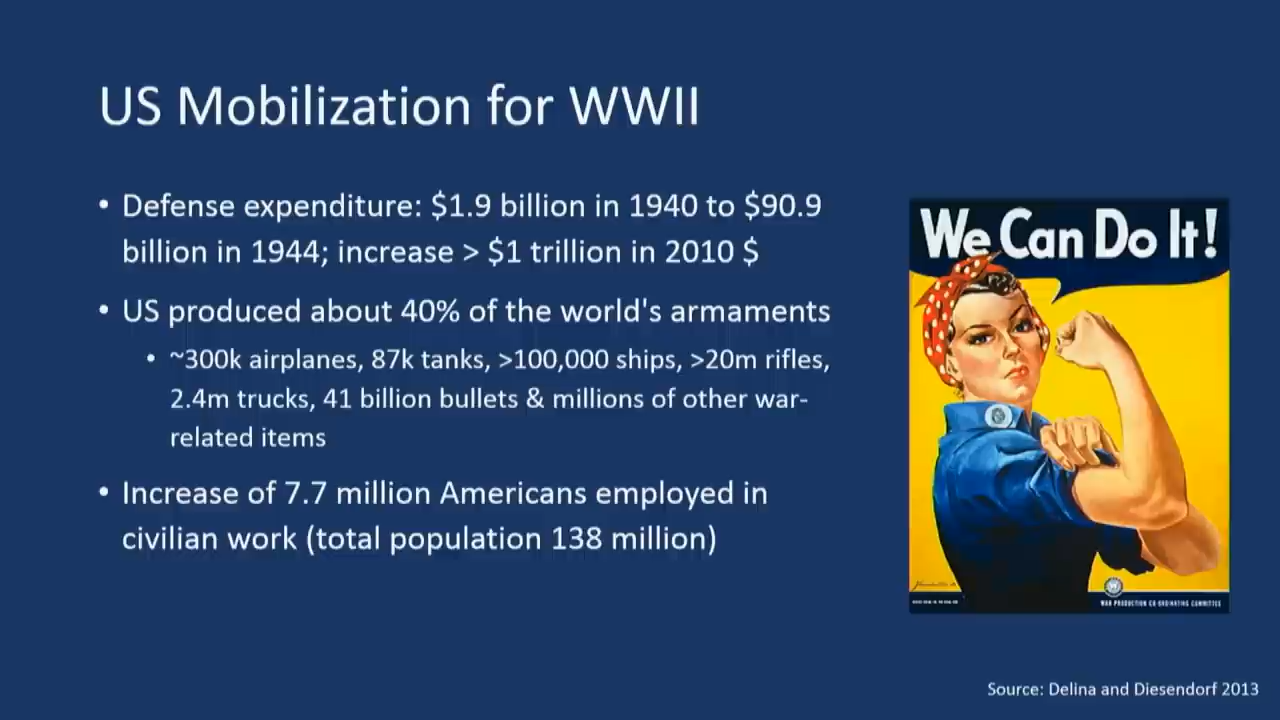 US Mobilization for WWII
• Defense expenditure: $1.9 billion in 1940 to $90.9
billion in 1944; increase > $1 trillion in 2010 $
• US produced about 40% of the world's armaments
• ~300k airplanes, 87k tanks, >100,000 ships, >20m rifles,
2.4m trucks, 41 billion bullets & millions of other war-
related items
• Increase of 7.7 million Americans employed in
civilian work (total population 138 million)
We Can Do It!
WAR PRODUCTION CO-ORDINATING COMMITTEE
Source: Delina and Diesendorf 2013